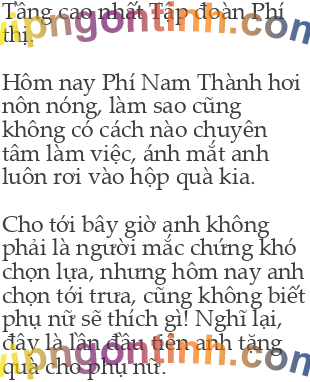 Tầng cao nhất Tập đoàn Phí
thị.
Hôm nay Phí Nam Thành hơi
nôn nóng, làm sao cũng
không có cách nào chuyên
tâm làm việc, ánh mắt anh
luôn rơi vào hộp quà kia.
Cho tới bây giờ anh không
phải là người mắc chứng khó
chọn lựa, nhưng hôm nay anh
chọn tới trưa, cũng không biết
phụ nữ sẽ thích gì! Nghĩ lại,
đây là lần đầu tiên anh tặng
quà cho phụ nữ.